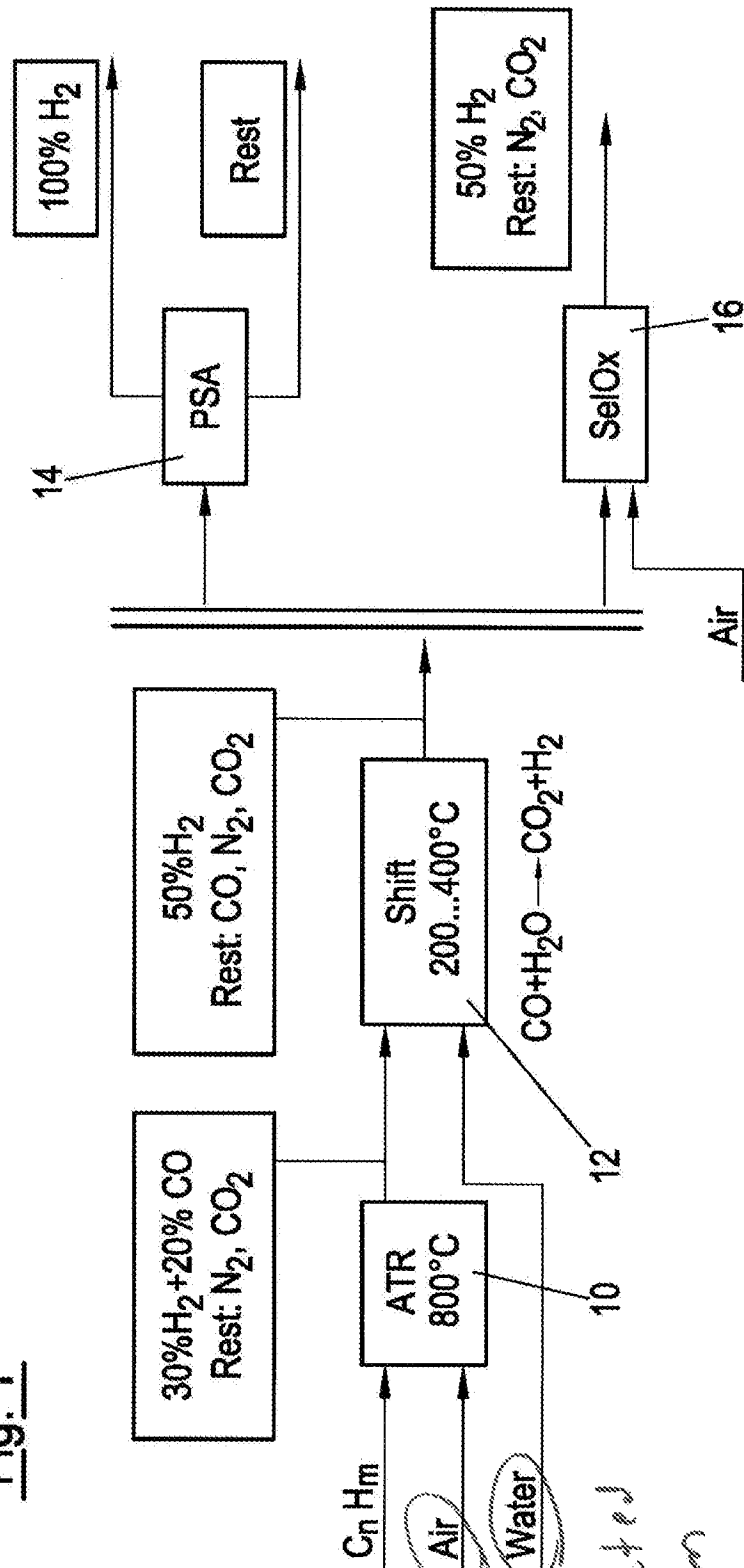 Fig. 1
CnHm
Air
Water
30%H2+20% CO
Rest: N2, CO2
ATR
800°C
10
50%H2
Rest: CO, N2, CO2
Shift
200...400°C
12
CO+H2O → CO2+H2
14
PSA
100% H2
Rest
Air
SelOx
16
50% H2
Rest: N2, CO2